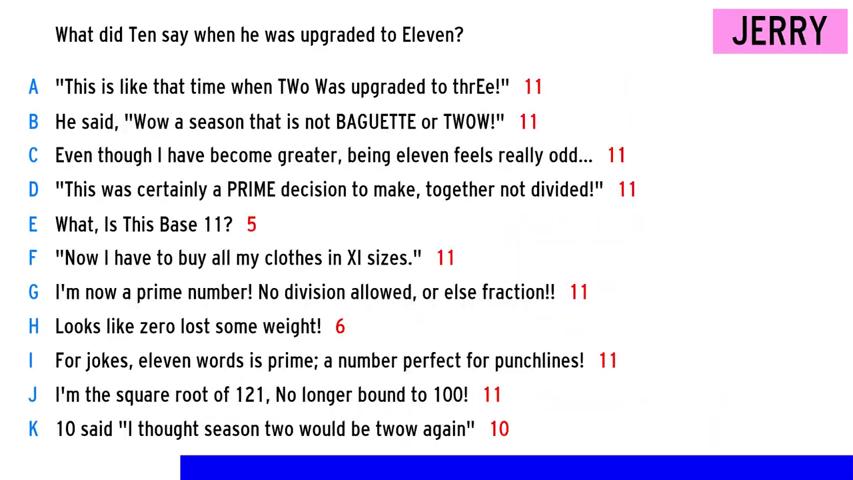 What did Ten say when he was upgraded to Eleven?
JERRY
A "This is like that time when TWo Was upgraded to thrEe!" 11
B He said, "Wow a season that is not BAGUETTE or TWOW!" 11
C Even though I have become greater, being eleven feels really odd... 11
D "This was certainly a PRIME decision to make, together not divided!" 11
E What, Is This Base 11? 5
F "Now I have to buy all my clothes in XI sizes." 11
G I'm now a prime number! No division allowed, or else fraction!! 11
H Looks like zero lost some weight! 6
I For jokes, eleven words is prime; a number perfect for punchlines! 11
J I'm the square root of 121, No longer bound to 100! 11
K 10 said "I thought season two would be twow again" 10